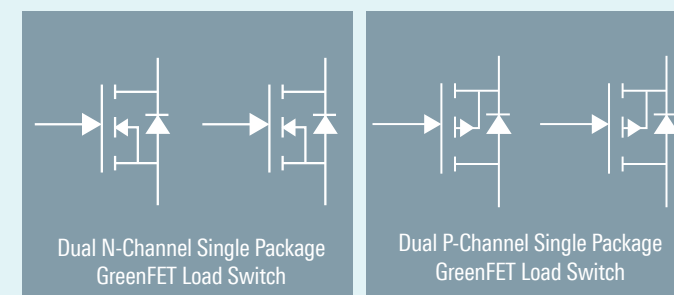 Dual N-Channel Single Package
GreenFET Load Switch
Dual P-Channel Single Package
GreenFET Load Switch